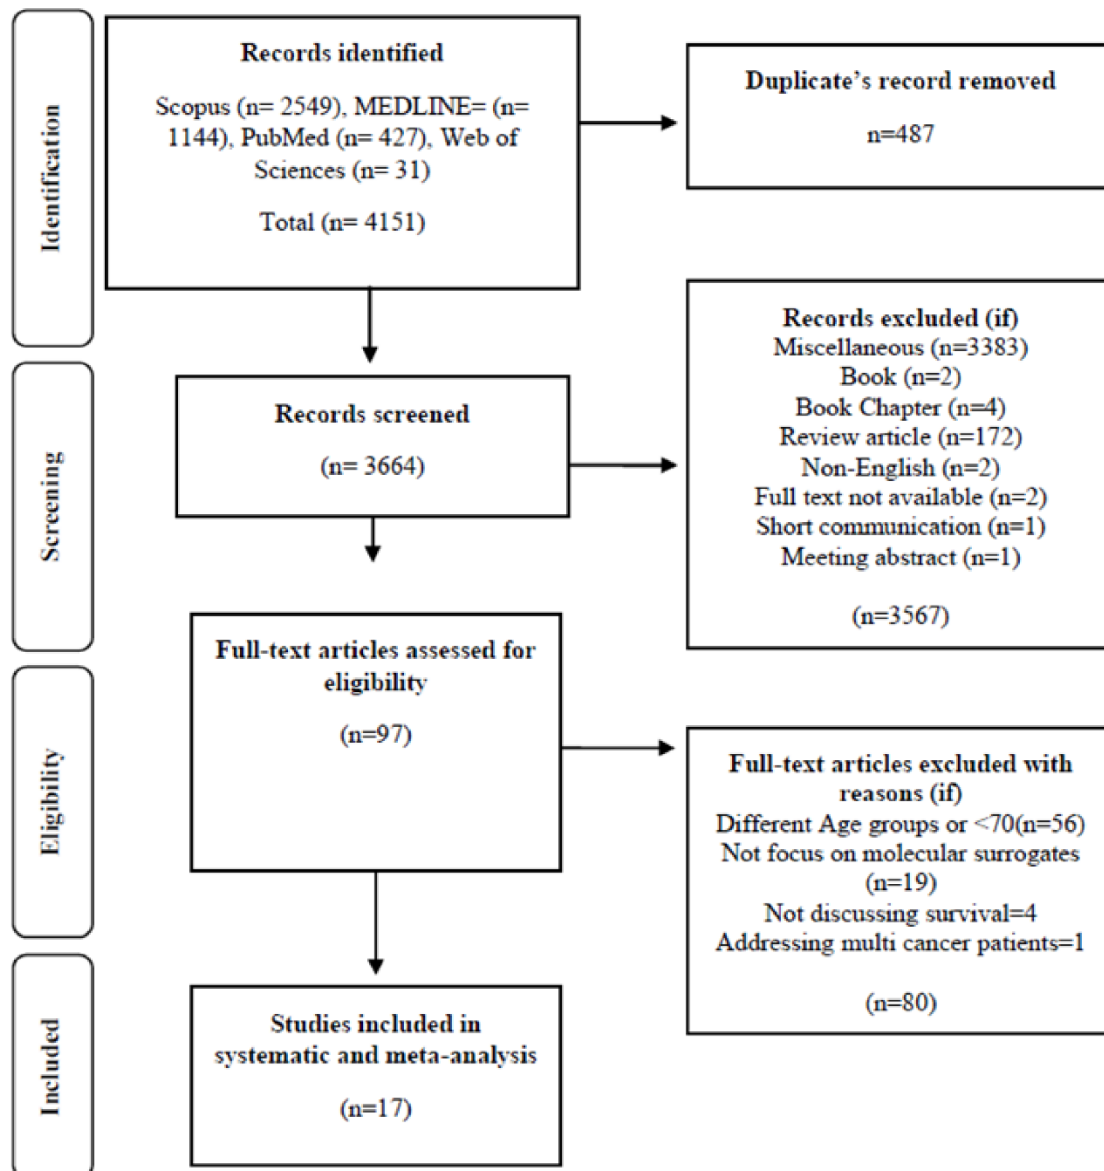 Identification
Records identified
Scopus (n= 2549), MEDLINE= (n=
1144), PubMed (n= 427), Web of
Sciences (n= 31)
Total (n= 4151)
Duplicate's record removed
n=487
Screening
Records screened
(n= 3664)
Records excluded (if)
Miscellaneous (n=3383)
Book (n=2)
Book Chapter (n=4)
Review article (n=172)
Non-English (n=2)
Full text not available (n=2)
Short communication (n=1)
Meeting abstract (n=1)
(n=3567)
Eligibility
Full-text articles assessed for
eligibility
(n=97)
Full-text articles excluded with
reasons (if)
Different Age groups or <70(n=56)
Not focus on molecular surrogates
(n=19)
Not discussing survival=4
Addressing multi cancer patients=1
(n=80)
Included
Studies included in
systematic and meta-analysis
(n=17)